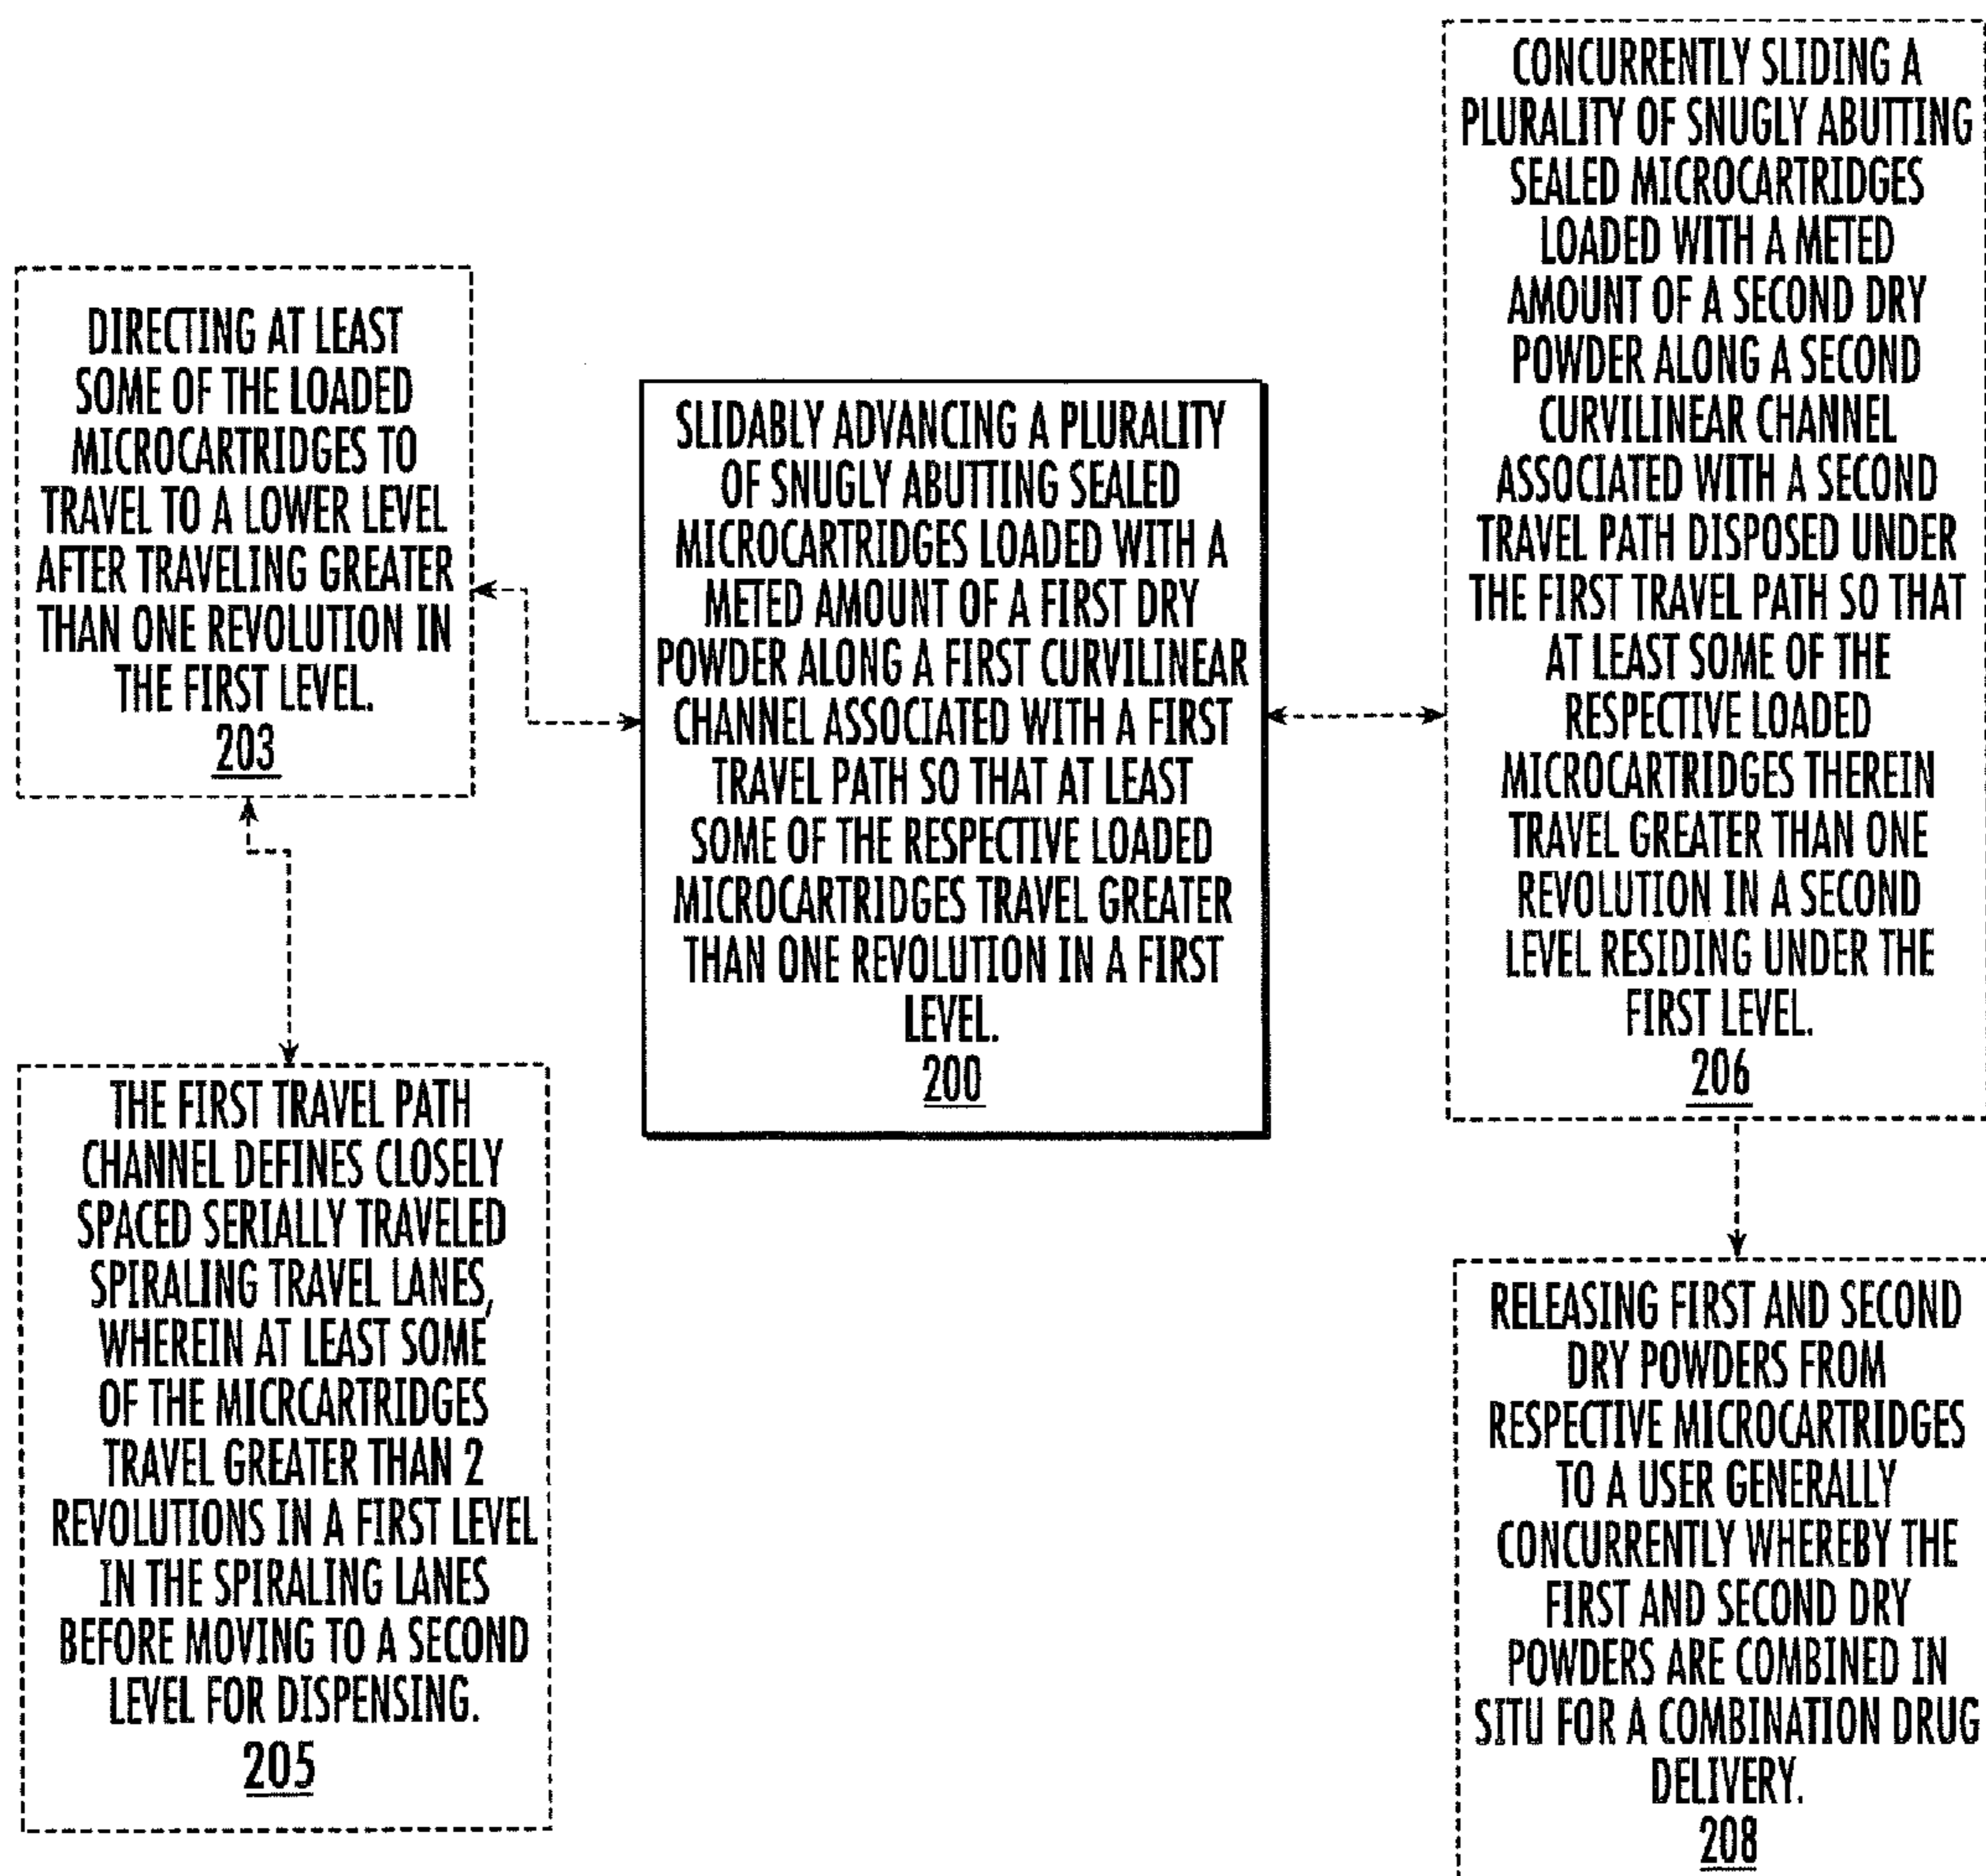 DIRECTING AT LEAST
SOME OF THE LOADED
MICROCARTRIDGES TO
TRAVEL TO A LOWER LEVEL
AFTER TRAVELING GREATER
THAN ONE REVOLUTION IN
THE FIRST LEVEL.
203
THE FIRST TRAVEL PATH
CHANNEL DEFINES CLOSELY
SPACED SERIALLY TRAVELED
SPIRALING TRAVEL LANES,
WHEREIN AT LEAST SOME
OF THE MICRCARTRIDGES
TRAVEL GREATER THAN 2
REVOLUTIONS IN A FIRST LEVEL
IN THE SPIRALING LANES
BEFORE MOVING TO A SECOND
LEVEL FOR DISPENSING.
205
SLIDABLY ADVANCING A PLURALITY
OF SNUGLY ABUTTING SEALED
MICROCARTRIDGES LOADED WITH A
METED AMOUNT OF A FIRST DRY
POWDER ALONG A FIRST CURVILINEAR
CHANNEL ASSOCIATED WITH A FIRST
TRAVEL PATH SO THAT AT LEAST
SOME OF THE RESPECTIVE LOADED
MICROCARTRIDGES TRAVEL GREATER
THAN ONE REVOLUTION IN A FIRST
LEVEL.
200
CONCURRENTLY SLIDING A
PLURALITY OF SNUGLY ABUTTING
SEALED MICROCARTRIDGES
LOADED WITH A METED
AMOUNT OF A SECOND DRY
POWDER ALONG A SECOND
CURVILINEAR CHANNEL
ASSOCIATED WITH A SECOND
TRAVEL PATH DISPOSED UNDER
THE FIRST TRAVEL PATH SO THAT
AT LEAST SOME OF THE
RESPECTIVE LOADED
MICROCARTRIDGES THEREIN
TRAVEL GREATER THAN ONE
REVOLUTION IN A SECOND
LEVEL RESIDING UNDER THE
FIRST LEVEL.
206
RELEASING FIRST AND SECOND
DRY POWDERS FROM
RESPECTIVE MICROCARTRIDGES
TO A USER GENERALLY
CONCURRENTLY WHEREBY THE
FIRST AND SECOND DRY
POWDERS ARE COMBINED IN
SITU FOR A COMBINATION DRUG
DELIVERY.
208